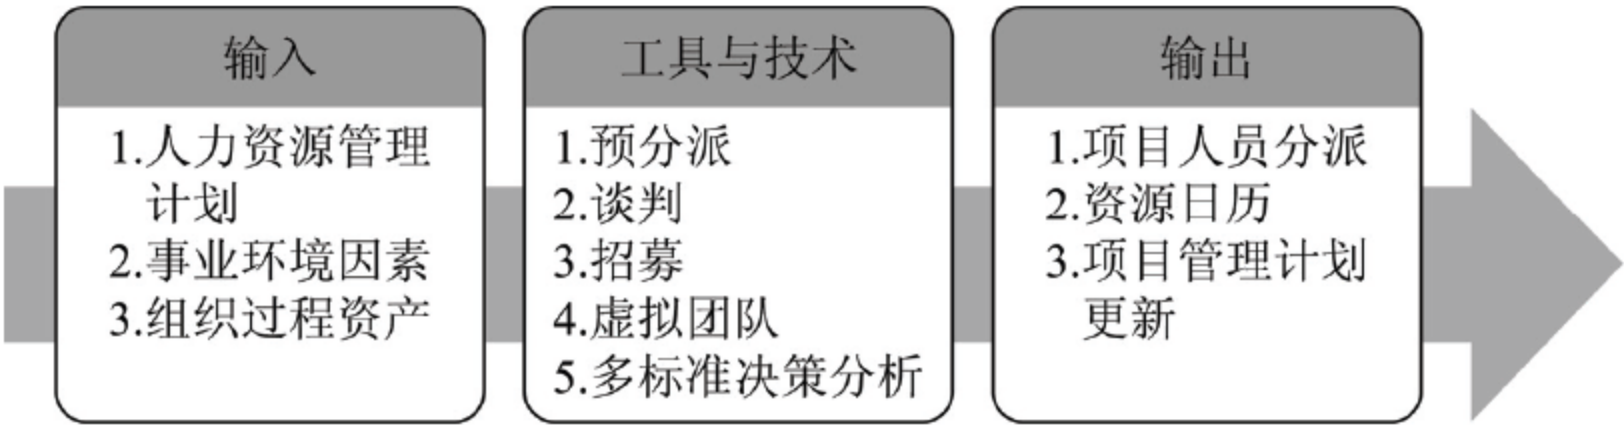 输入
1.人力资源管理
计划
2.事业环境因素
3.组织过程资产
工具与技术
1.预分派
2.谈判
3.招募
4.虚拟团队
5.多标准决策分析
输出
1.项目人员分派
2.资源日历
3.项目管理计划
更新